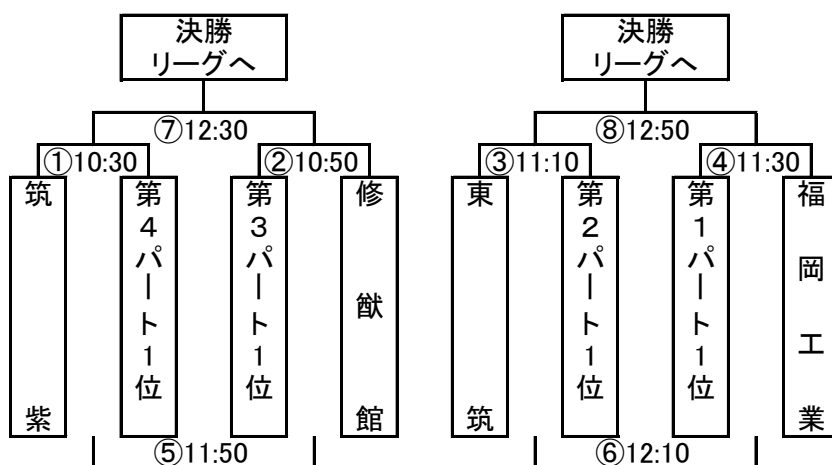 決勝
リーグへ
決勝
リーグへ
⑦12:30
⑧12:50
①10:30
②10:50
③11:10
④11:30
筑紫
第4パート1位
第3パート1位
修猷館
東筑
第2パート1位
第1パート1位
福岡工業
⑤11:50
⑥12:10